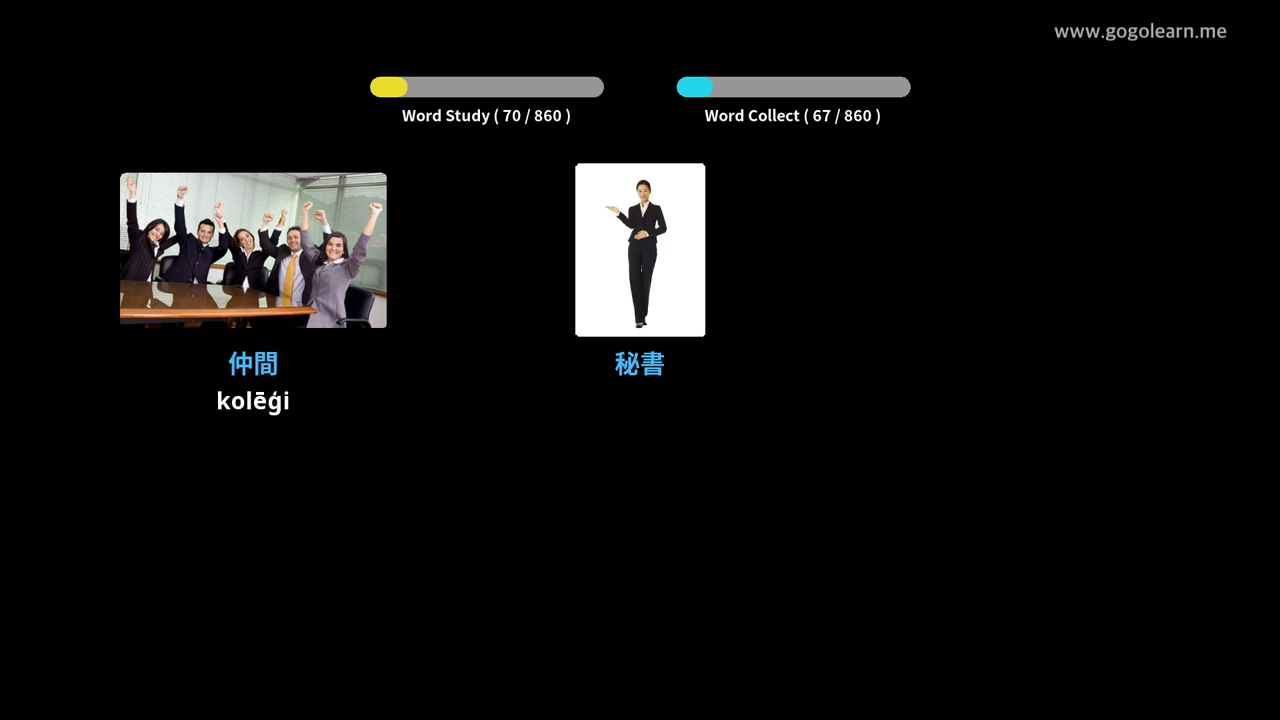 www.gogolearn.me
Word Study ( 70 / 860 )
Word Collect ( 67 / 860 )
仲間
kolēģi
秘書